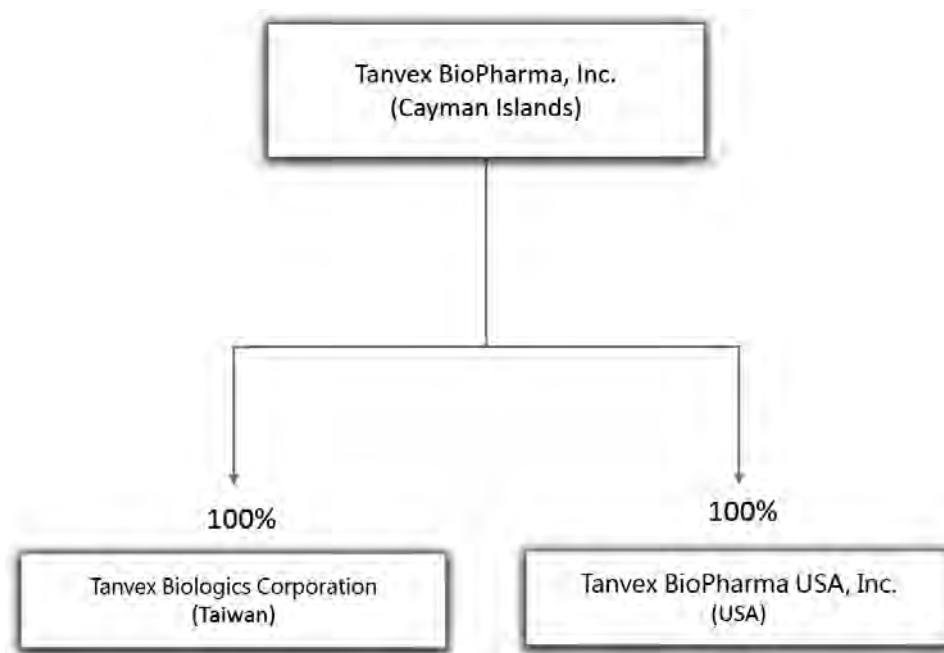 Tanvex BioPharma, Inc.
(Cayman Islands)
100%
100%
Tanvex Biologics Corporation
(Taiwan)
Tanvex BioPharma USA, Inc.
(USA)